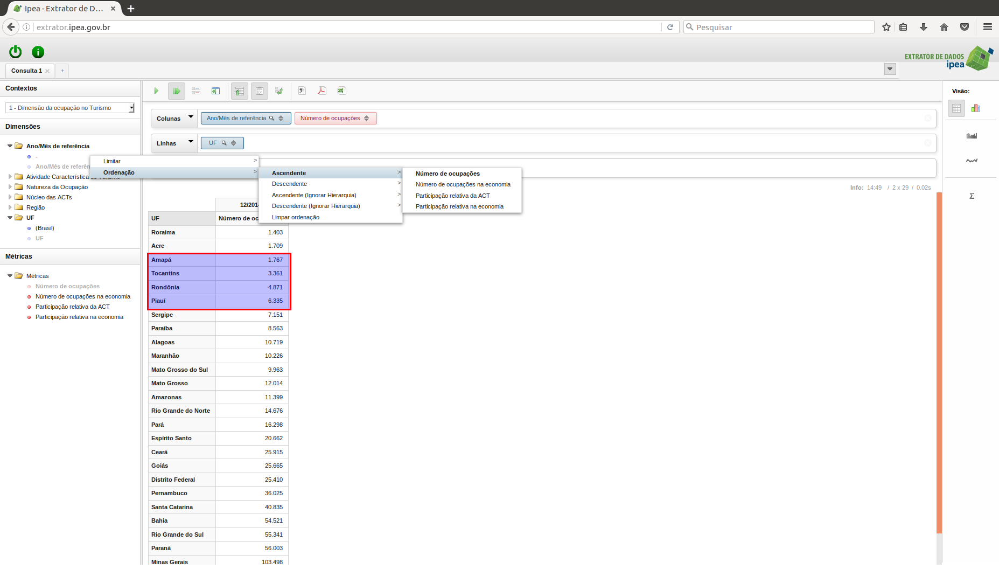 Ipea - Extrator de D...
extrator.ipea.gov.br
Pesquisar
EXTRATOR DE DADOS
ipea
Consulta 1
+
Contextos
1 - Dimensão da ocupação no Turismo
Dimensões
Ano/Mês de referência
-
Ano/Mês de referên
Atividade Característica
Natureza da Ocupação
Núcleo das ACTs
Região
UF
(Brasil)
UF
Métricas
Métricas
Número de ocupações
Número de ocupações na economia
Participação relativa da ACT
Participação relativa na economia
Colunas
Ano/Mês de referência
Número de ocupações
Linhas
UF
Limitar >
Ordenação >
Ascendente >
Descendente >
Ascendente (Ignorar Hierarquia) >
Descendente (Ignorar Hierarquia) >
Limpar ordenação
Número de ocupações
Número de ocupações na economia
Participação relativa da ACT
Participação relativa na economia
Info: 14:49 / 2 x 29 / 0.02s
Visão:
Σ
12/2014
UF Número de oc
Roraima 1.403
Acre 1.709
Amapá 1.767
Tocantins 3.361
Rondônia 4.871
Piauí 6.335
Sergipe 7.151
Paraíba 8.563
Alagoas 10.719
Maranhão 10.226
Mato Grosso do Sul 9.963
Mato Grosso 12.014
Amazonas 11.399
Rio Grande do Norte 14.676
Pará 16.298
Espírito Santo 20.662
Ceará 25.915
Goiás 25.665
Distrito Federal 25.410
Pernambuco 36.025
Santa Catarina 40.835
Bahia 54.521
Rio Grande do Sul 55.341
Paraná 56.003
Minas Gerais 103.498